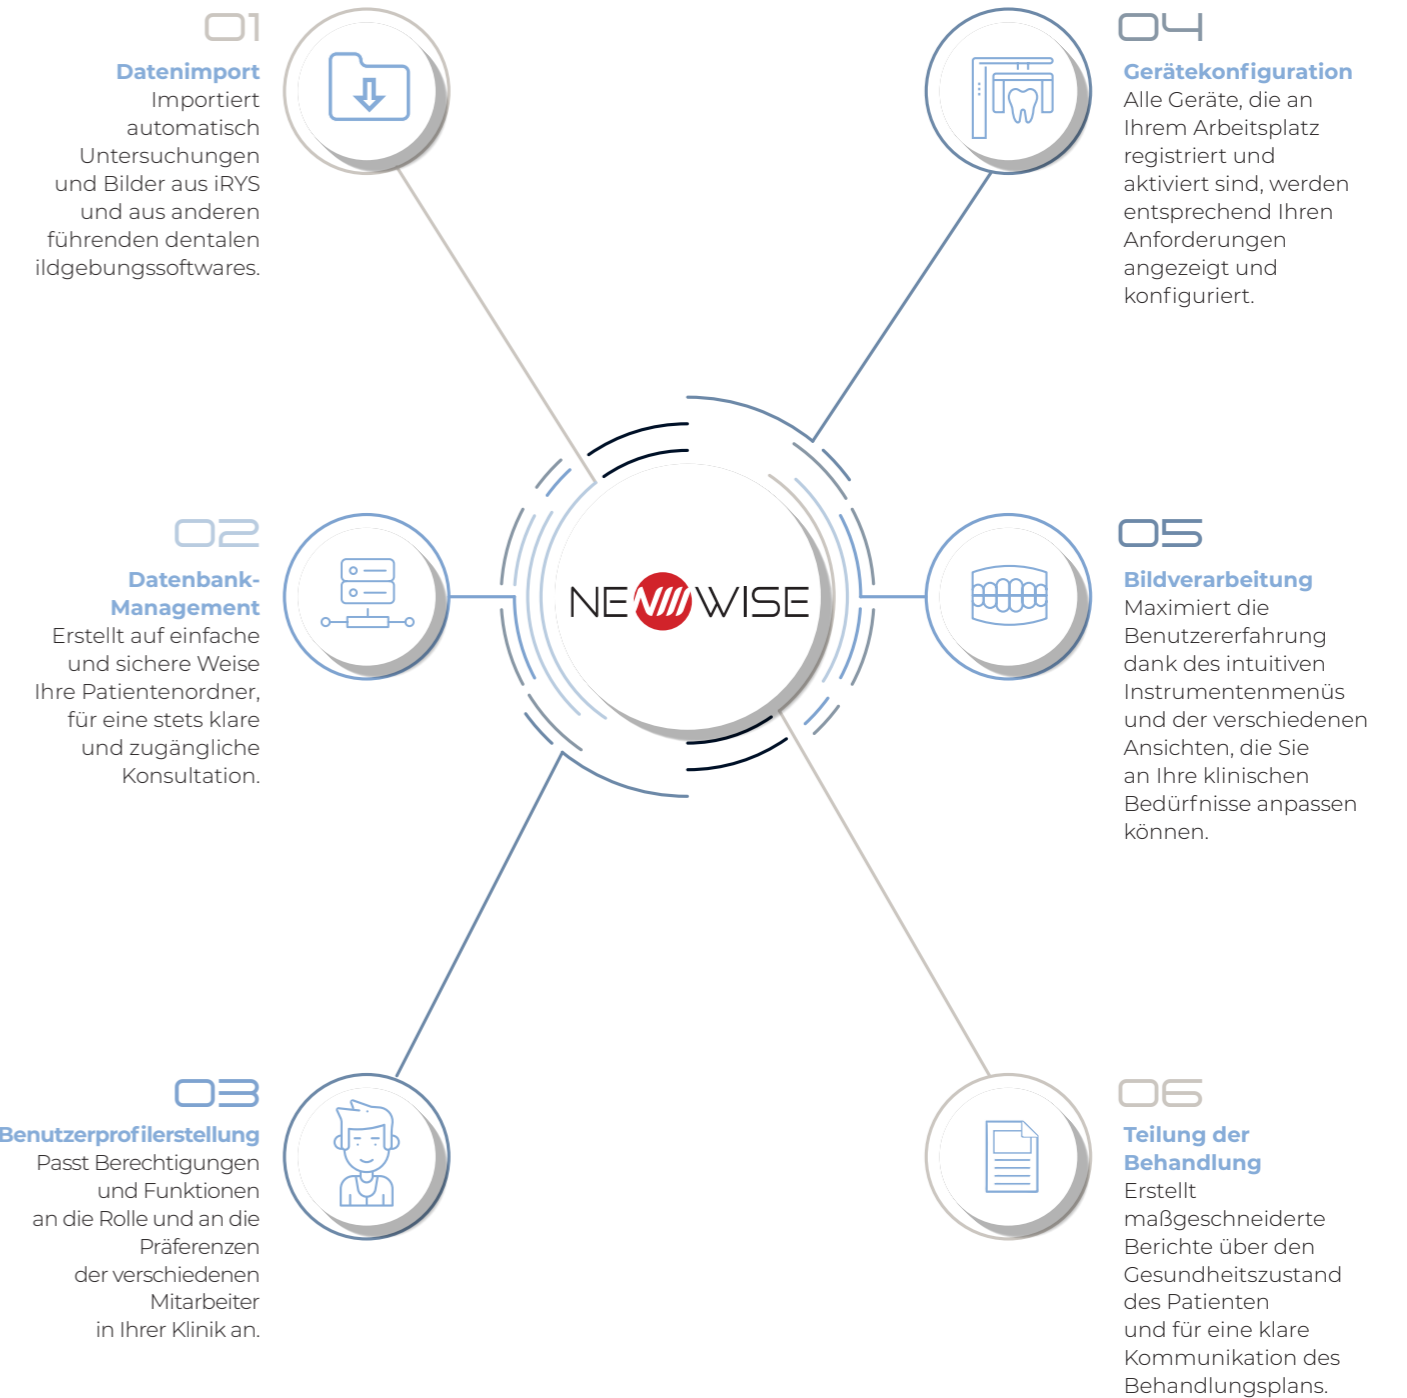 01
Datenimport
Importiert
automatisch
Untersuchungen
und Bilder aus iRYS
und aus anderen
führenden dentalen
ildgebungssoftwares.
02
Datenbank-
Management
Erstellt auf einfache
und sichere Weise
Ihre Patientenordner,
für eine stets klare
und zugängliche
Konsultation.
03
Benutzerprofilerstellung
Passt Berechtigungen
und Funktionen
an die Rolle und an die
Präferenzen
der verschiedenen
Mitarbeiter
in Ihrer Klinik an.
NEWISE
04
Gerätekonfiguration
Alle Geräte, die an
Ihrem Arbeitsplatz
registriert und
aktiviert sind, werden
entsprechend Ihren
Anforderungen
angezeigt und
konfiguriert.
05
Bildverarbeitung
Maximiert die
Benutzererfahrung
dank des intuitiven
Instrumentenmenüs
und der verschiedenen
Ansichten, die Sie
an Ihre klinischen
Bedürfnisse anpassen
können.
06
Teilung der
Behandlung
Erstellt
maßgeschneiderte
Berichte über den
Gesundheitszustand
des Patienten
und für eine klare
Kommunikation des
Behandlungsplans.